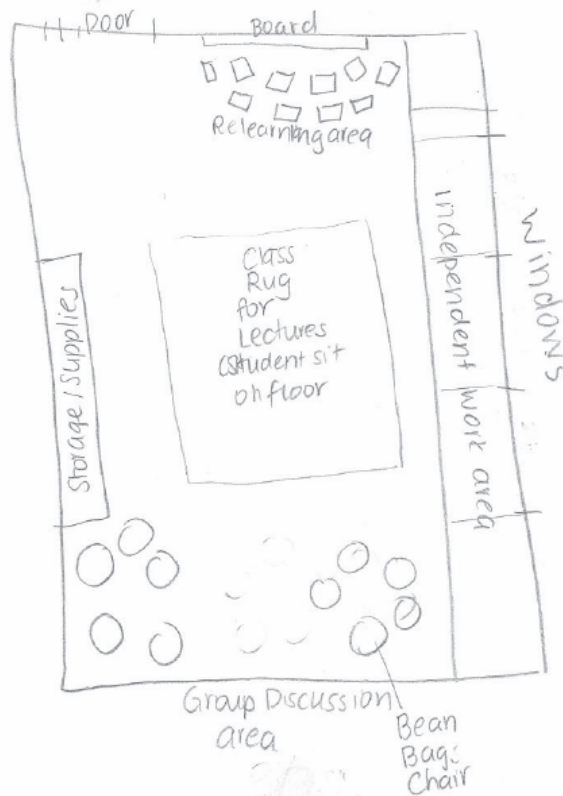 Door
Board
Relearning area
Class
Rug
for
Lectures
(Student sit
on floor
Storage/Supplies
independent work area
Windows
Group Discussion
area
Bean
Bag:
Chair